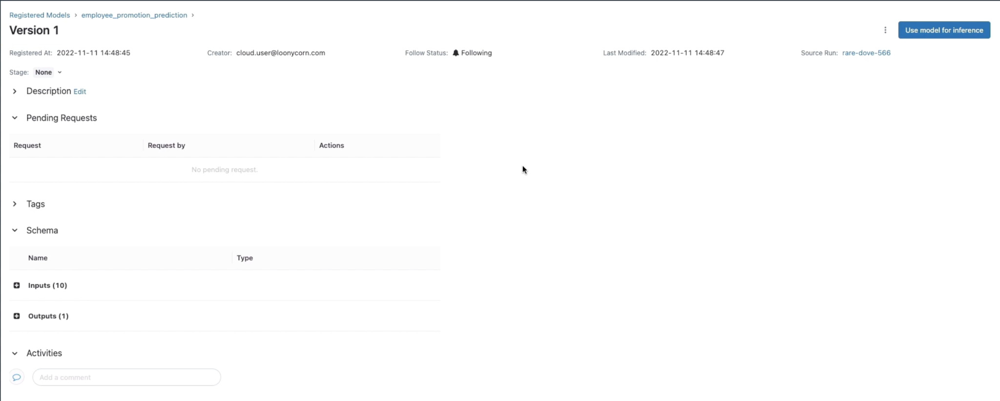 Registered Models › employee_promotion_prediction ›
Version 1
Use model for inference
Registered At: 2022-11-11 14:48:45 Creator: cloud.user@loonycorn.com Follow Status: Following Last Modified: 2022-11-11 14:48:47 Source Run: rare-dove-566
Stage: None
Description Edit
Pending Requests
Request Request by Actions
No pending request.
Tags
Schema
Name Type
Inputs (10)
Outputs (1)
Activities
Add a comment